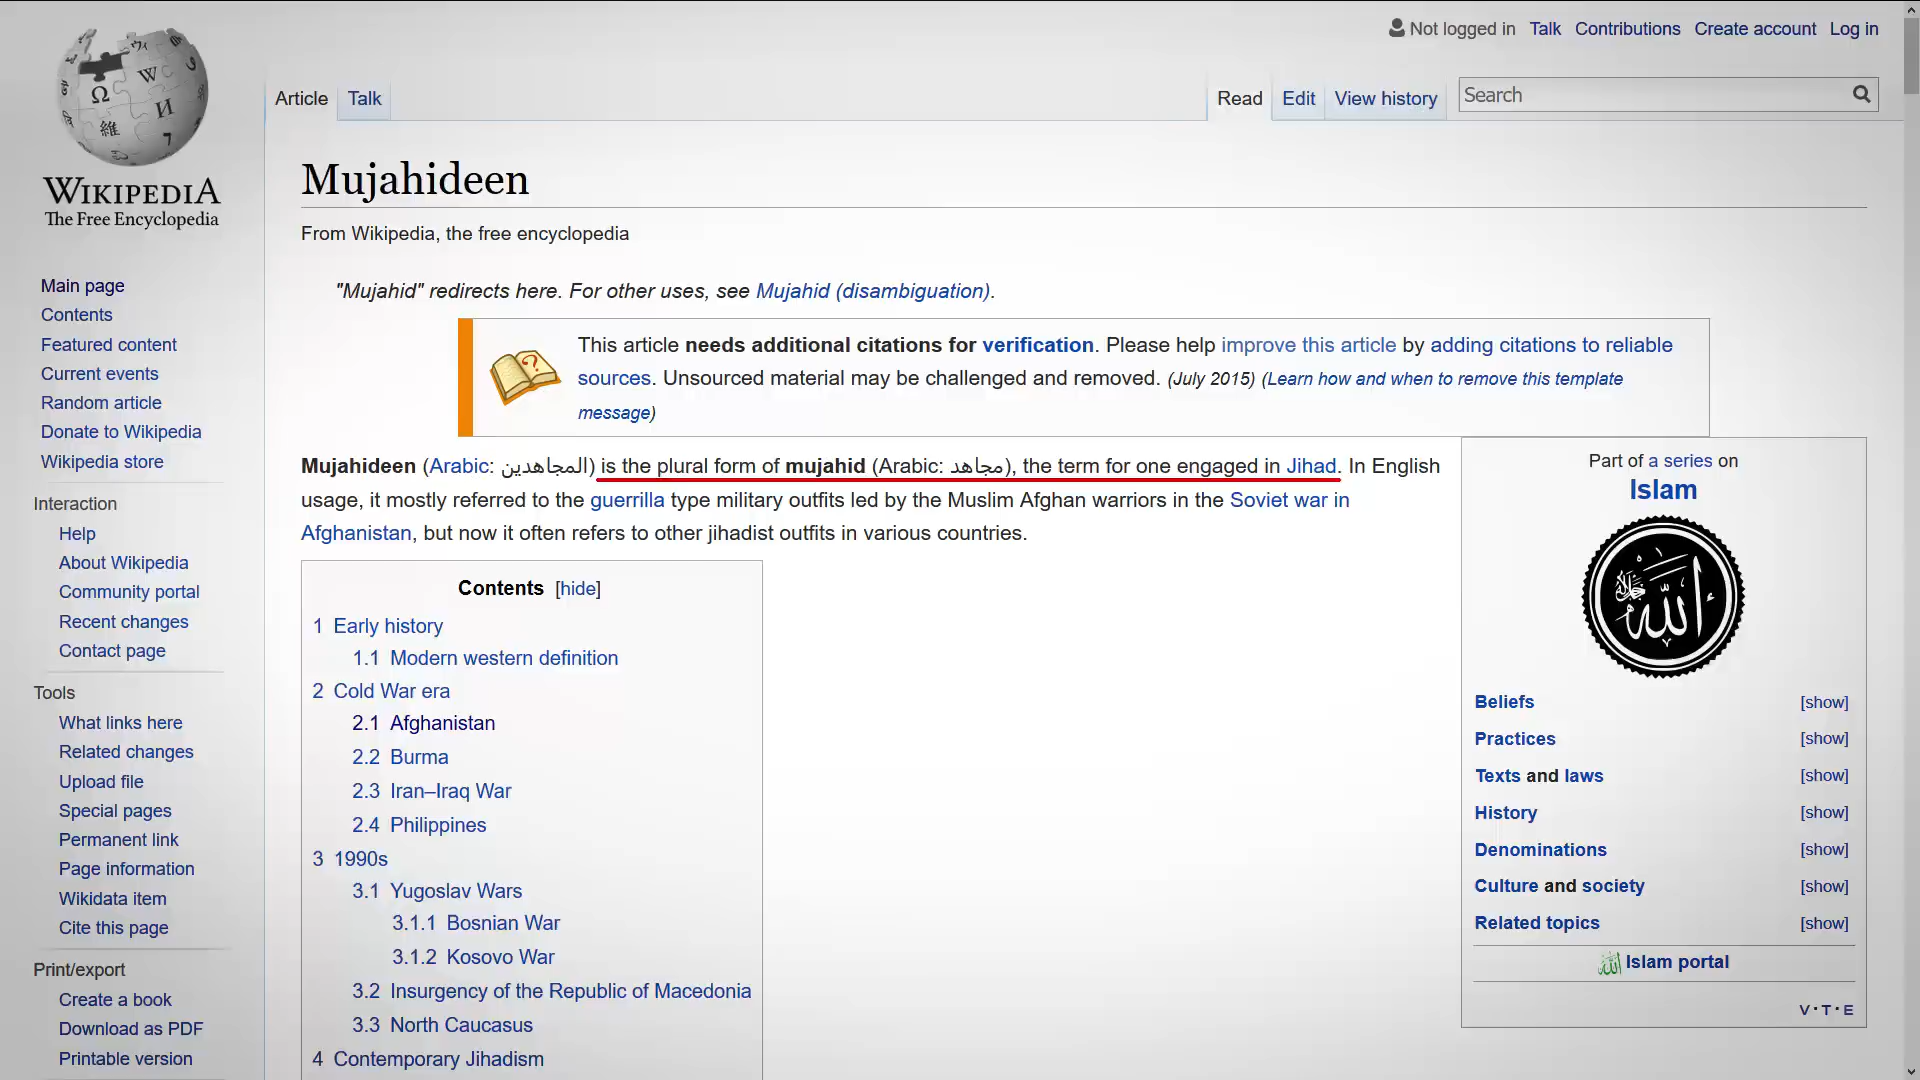 Not logged in Talk Contributions Create account Log in
WIKIPEDIA
The Free Encyclopedia
Article Talk Read Edit View history Search
Mujahideen
From Wikipedia, the free encyclopedia
"Mujahid" redirects here. For other uses, see Mujahid (disambiguation).
This article needs additional citations for verification. Please help improve this article by adding citations to reliable
sources. Unsourced material may be challenged and removed. (July 2015) (Learn how and when to remove this template
message)
Mujahideen (Arabic: المجاهدين) is the plural form of mujahid (Arabic: مجاهد), the term for one engaged in Jihad. In English
usage, it mostly referred to the guerrilla type military outfits led by the Muslim Afghan warriors in the Soviet war in
Afghanistan, but now it often refers to other jihadist outfits in various countries.
Contents [hide]
1 Early history
1.1 Modern western definition
2 Cold War era
2.1 Afghanistan
2.2 Burma
2.3 Iran–Iraq War
2.4 Philippines
3 1990s
3.1 Yugoslav Wars
3.1.1 Bosnian War
3.1.2 Kosovo War
3.2 Insurgency of the Republic of Macedonia
3.3 North Caucasus
4 Contemporary Jihadism
Part of a series on
Islam
Beliefs [show]
Practices [show]
Texts and laws [show]
History [show]
Denominations [show]
Culture and society [show]
Related topics [show]
Islam portal
V · T · E
Main page
Contents
Featured content
Current events
Random article
Donate to Wikipedia
Wikipedia store
Interaction
Help
About Wikipedia
Community portal
Recent changes
Contact page
Tools
What links here
Related changes
Upload file
Special pages
Permanent link
Page information
Wikidata item
Cite this page
Print/export
Create a book
Download as PDF
Printable version